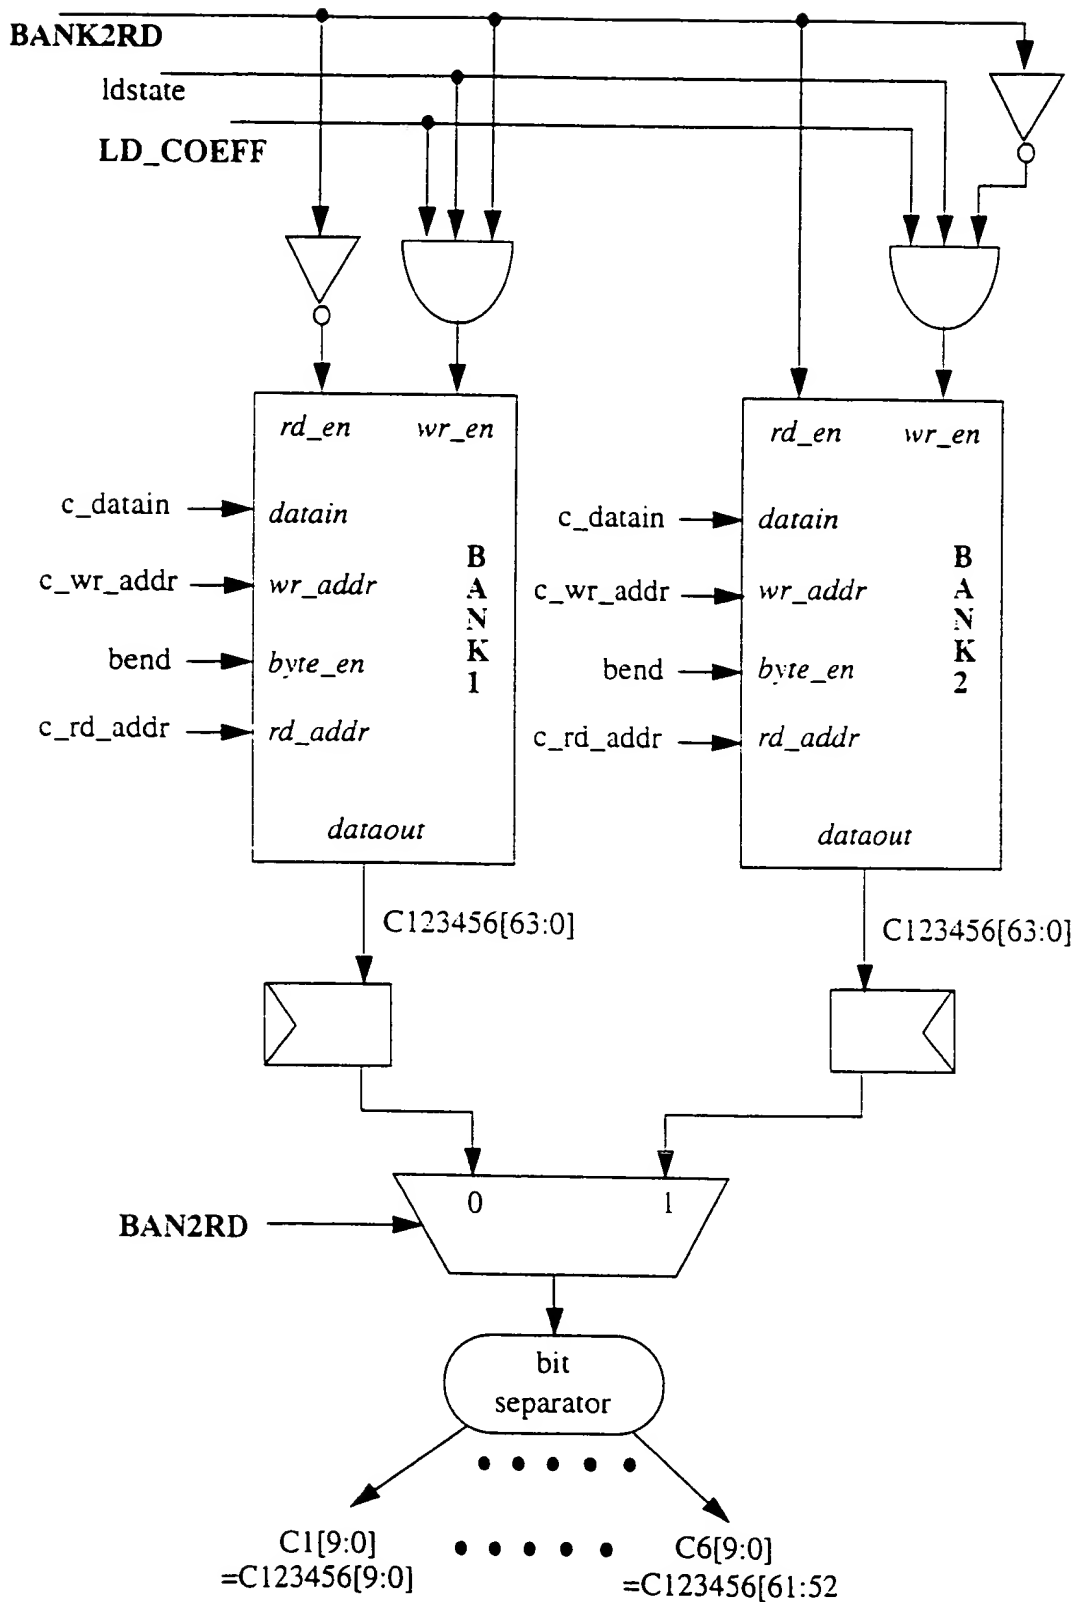 BANK2RD
ldstate
LD_COEFF
rd_en wr_en
rd_en wr_en
c_datain datain
c_datain datain
c_wr_addr wr_addr
c_wr_addr wr_addr
bend byte_en
bend byte_en
c_rd_addr rd_addr
c_rd_addr rd_addr
BANK1
BANK2
dataout
dataout
C123456[63:0]
C123456[63:0]
0 1
BAN2RD
bit
separator
C1[9:0]
=C123456[9:0]
C6[9:0]
=C123456[61:52